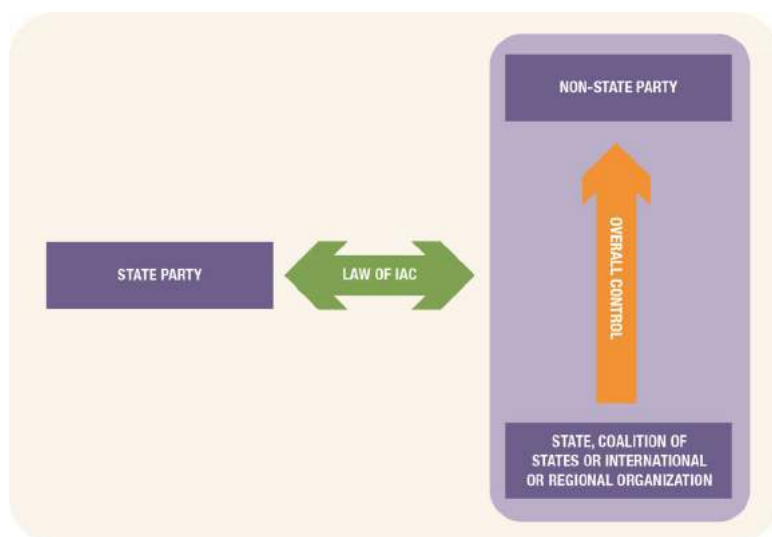 NON-STATE PARTY
OVERALL CONTROL
STATE PARTY
LAW OF IAC
STATE, COALITION OF
STATES OR INTERNATIONAL
OR REGIONAL ORGANIZATION